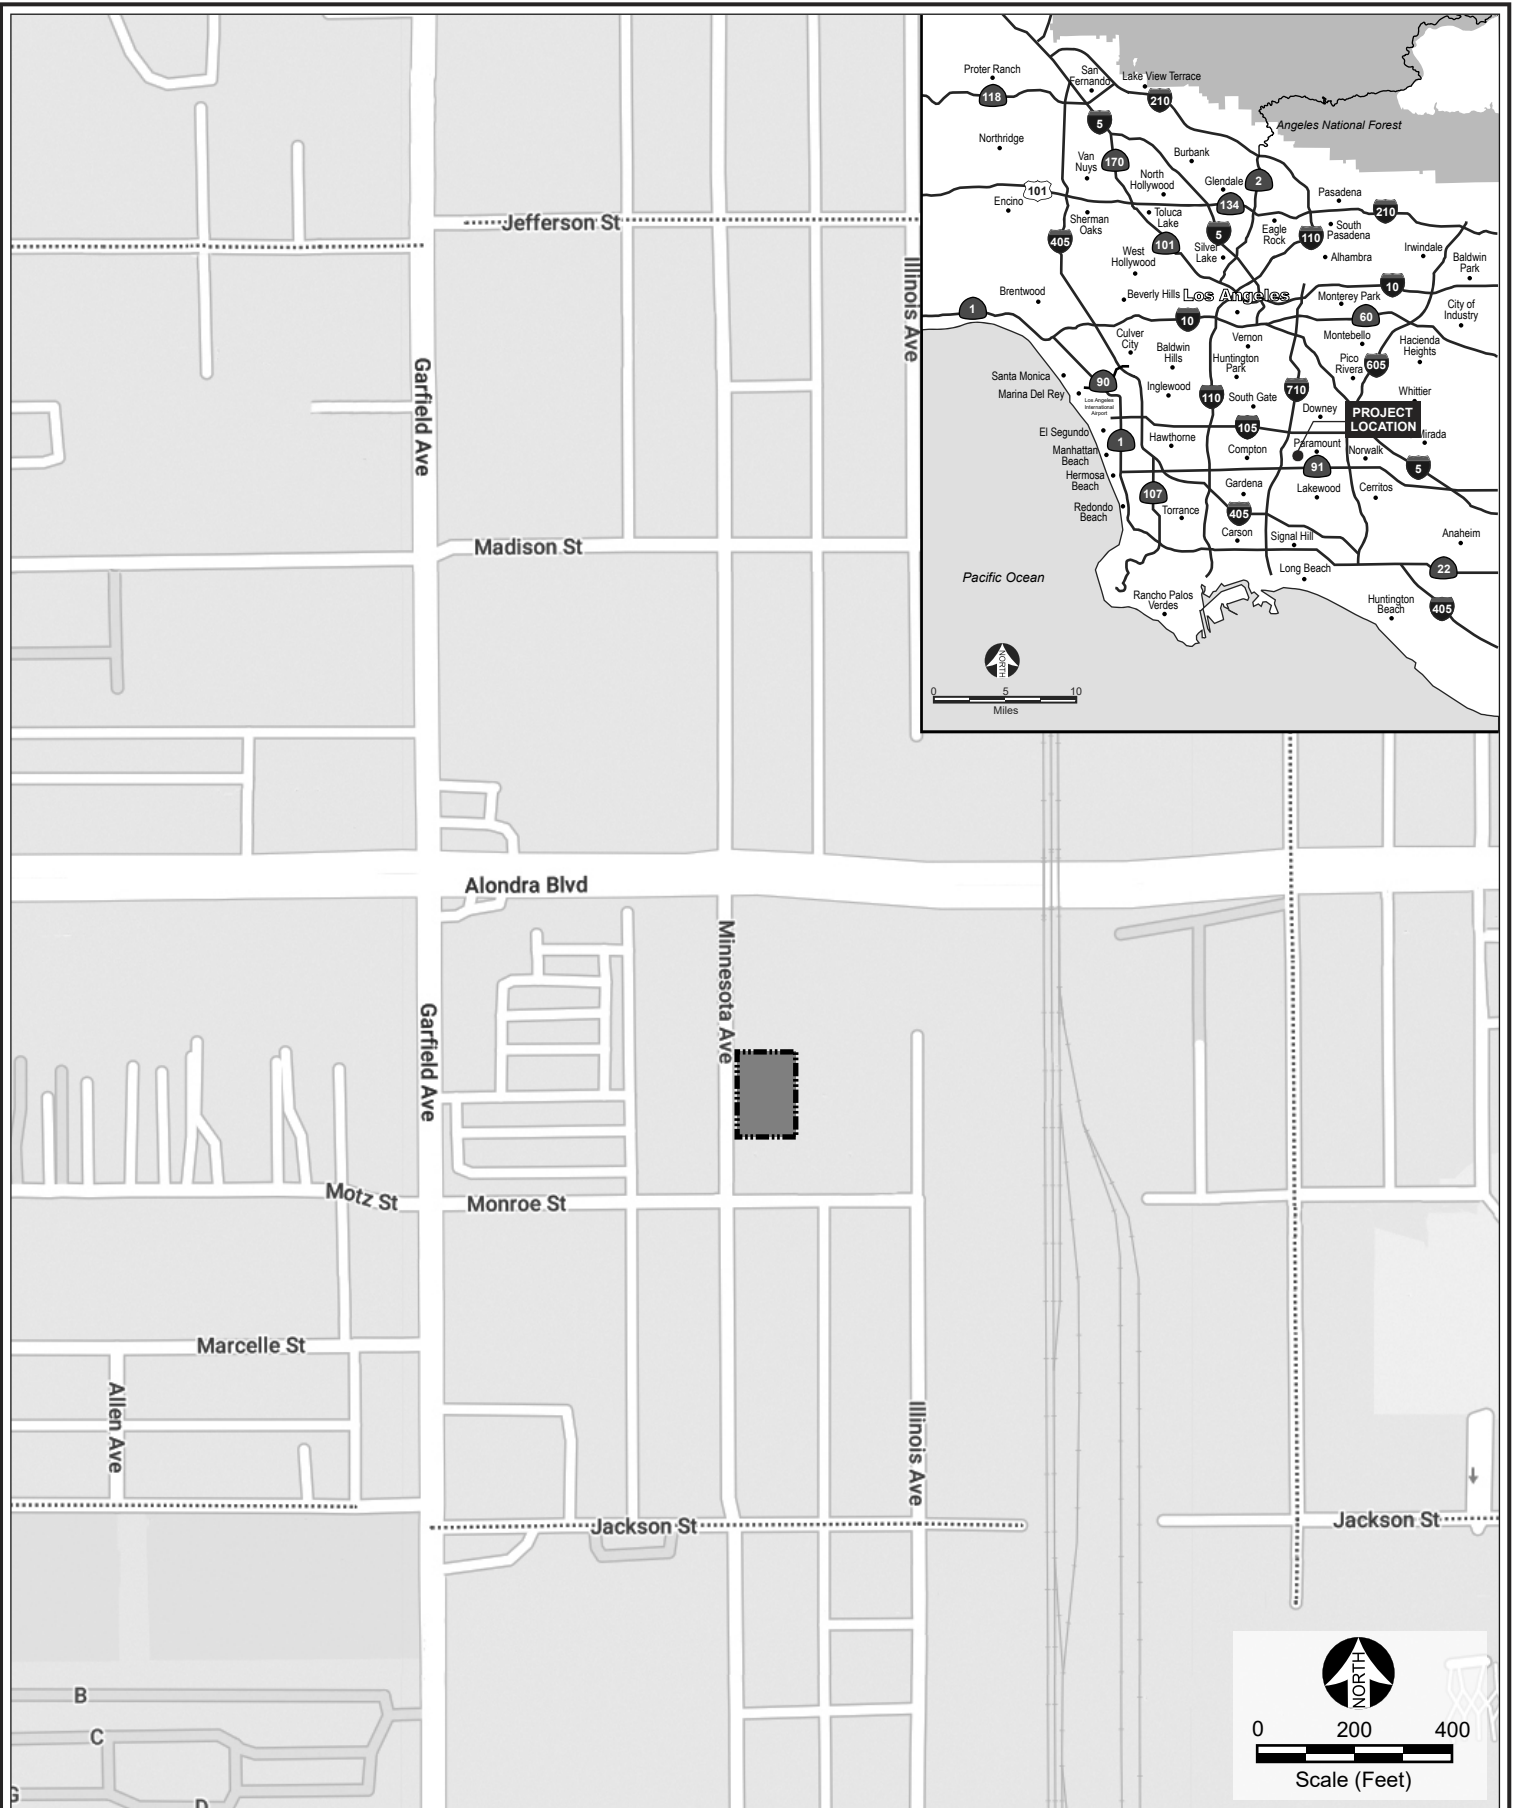 Proter Ranch
San
Fernando
Lake View Terrace
118
210
5
Angeles National Forest
Northridge
Van
Nuys
170
Burbank
North
Hollywood
Glendale
2
Pasadena
101
Encino
134
210
Sherman
Oaks
Toluca
Lake
Eagle
Rock
South
Pasadena
405
101
5
110
Silver
Lake
Irwindale
West
Hollywood
Alhambra
Baldwin
Park
Brentwood
Beverly Hills
Los Angeles
Monterey Park
10
City of
Industry
1
10
60
Culver
City
Vernon
Montebello
Hacienda
Heights
Baldwin
Hills
Huntington
Park
Pico
Rivera
605
Santa Monica
90
Inglewood
710
Whittier
Marina Del Rey
Los Angeles
International
Airport
110
South Gate
Downey
PROJECT
LOCATION
El Segundo
1
Hawthorne
105
Paramount
Mirada
Manhattan
Beach
Compton
Norwalk
91
5
Hermosa
Beach
107
Gardena
Lakewood
Cerritos
Redondo
Beach
Torrance
405
Carson
Signal Hill
Anaheim
Pacific Ocean
Long Beach
22
Rancho Palos
Verdes
Huntington
Beach
405
NORTH
0 5 10
Miles
Jefferson St
Illinois Ave
Garfield Ave
Madison St
Alondra Blvd
Minnesota Ave
Garfield Ave
Motz St
Monroe St
Marcelle St
Allen Ave
Illinois Ave
Jackson St
Jackson St
B
C
G
D
NORTH
0 200 400
Scale (Feet)